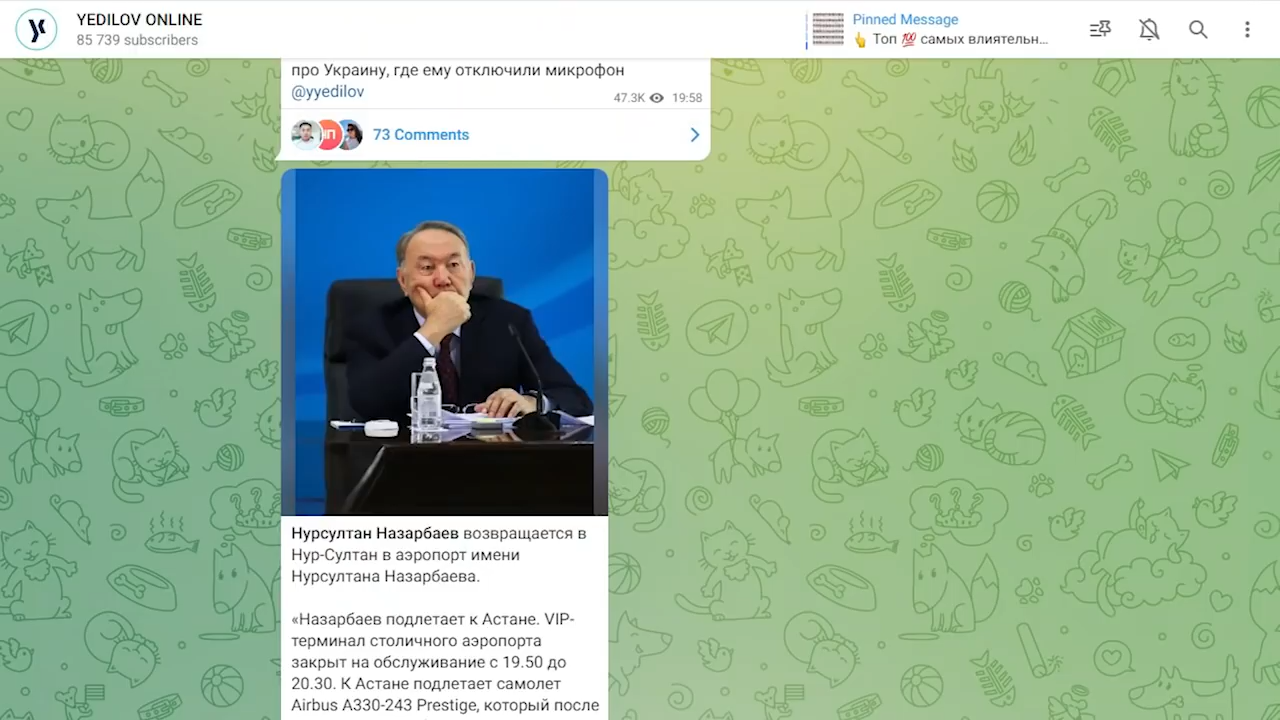 YEDILOV ONLINE
85 739 subscribers
Pinned Message
👆 Топ 💯 самых влиятельн...
про Украину, где ему отключили микрофон
@yyedilov
47.3K 19:58
73 Comments
Нурсултан Назарбаев возвращается в
Нур-Султан в аэропорт имени
Нурсултана Назарбаева.
«Назарбаев подлетает к Астане. VIP-
терминал столичного аэропорта
закрыт на обслуживание с 19.50 до
20.30. К Астане подлетает самолет
Airbus A330-243 Prestige, который после